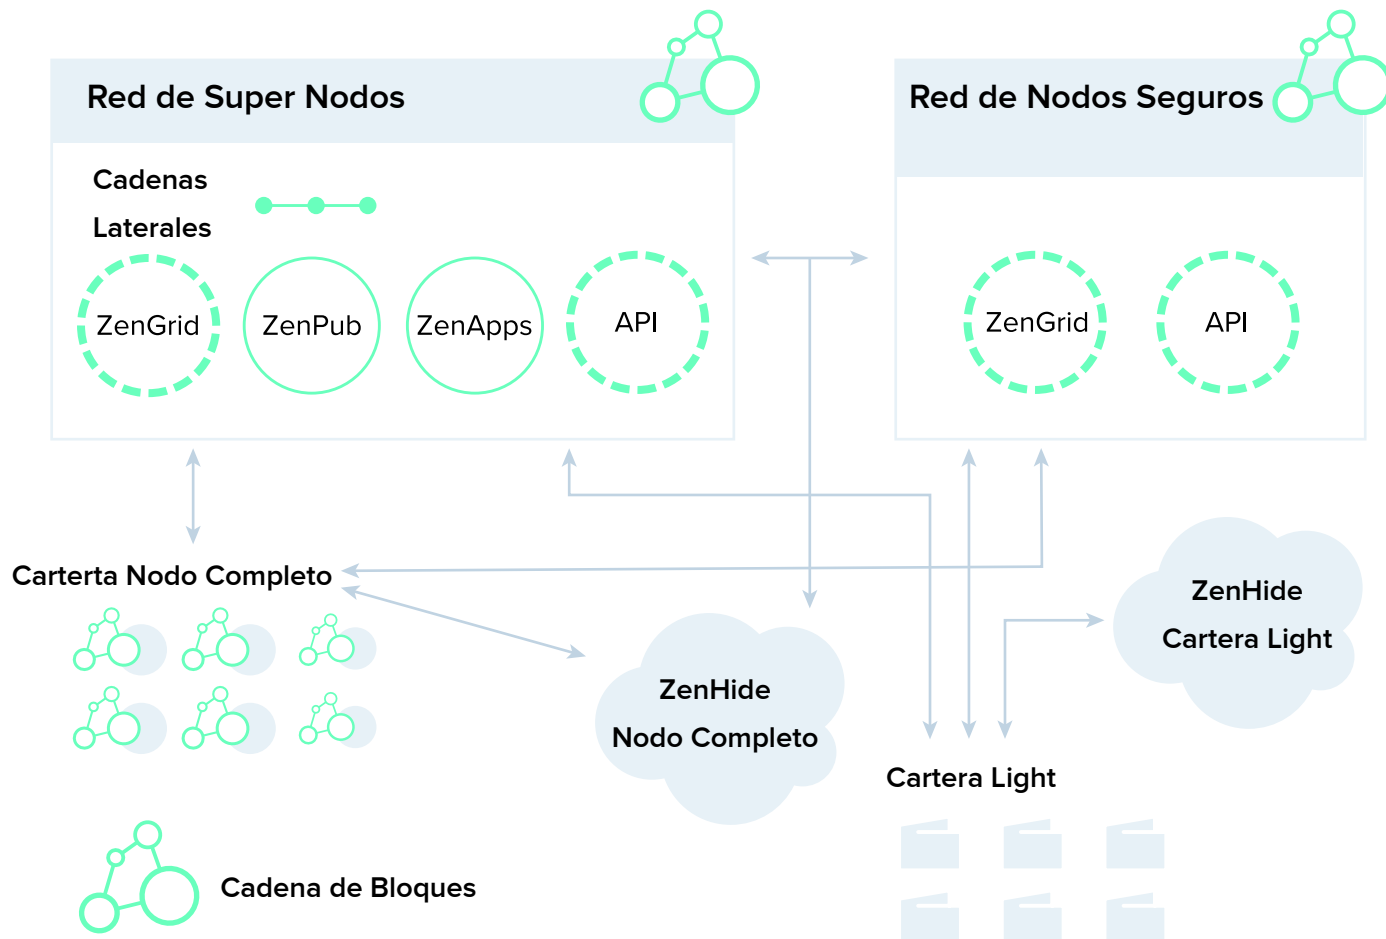 Red de Super Nodos
Red de Nodos Seguros
Cadenas
Laterales
ZenGrid
ZenPub
ZenApps
API
ZenGrid
API
Carterta Nodo Completo
ZenHide
Cartera Light
ZenHide
Nodo Completo
Cartera Light
Cadena de Bloques